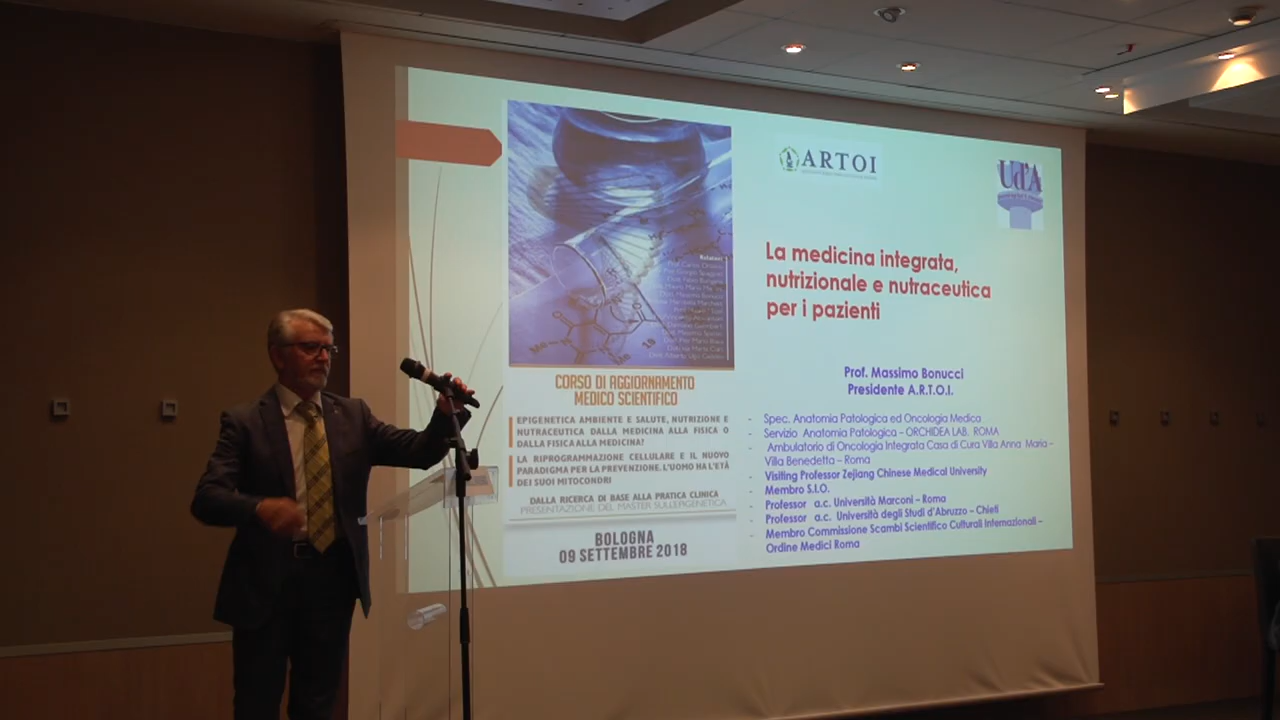 Relatori
CORSO DI AGGIORNAMENTO
MEDICO SCIENTIFICO
EPIGENETICA AMBIENTE E SALUTE, NUTRIZIONE E
NUTRACEUTICA DALLA MEDICINA ALLA FISICA O
DALLA FISICA ALLA MEDICINA?
LA RIPROGRAMMAZIONE CELLULARE E IL NUOVO
PARADIGMA PER LA PREVENZIONE. L'UOMO HA L'ETÀ
DEI SUOI MITOCONDRI
DALLA RICERCA DI BASE ALLA PRATICA CLINICA
PRESENTAZIONE DEL MASTER SULL'EPIGENETICA
BOLOGNA
09 SETTEMBRE 2018
ARTOI
Ud'A
La medicina integrata,
nutrizionale e nutraceutica
per i pazienti
Prof. Massimo Bonucci
Presidente A.R.T.O.I.
- Spec. Anatomia Patologica ed Oncologia Medica
- Servizio Anatomia Patologica – ORCHIDEA LAB. ROMA
- Ambulatorio di Oncologia Integrata Casa di Cura Villa Anna Maria –
Villa Benedetta – Roma
- Visiting Professor Zejiang Chinese Medical University
- Membro S.I.O.
- Professor a.c. Università Marconi – Roma
- Professor a.c. Università degli Studi d'Abruzzo – Chieti
- Membro Commissione Scambi Scientifico Culturali Internazionali –
Ordine Medici Roma